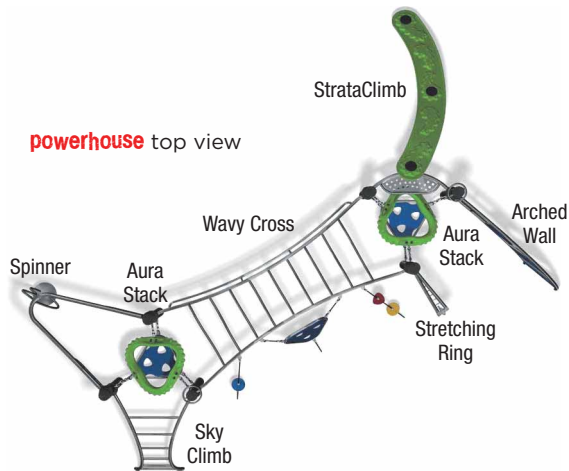 StrataClimb
powerhouse top view
Wavy Cross
Arched
Wall
Aura
Stack
Spinner
Aura
Stack
Stretching
Ring
Sky
Climb